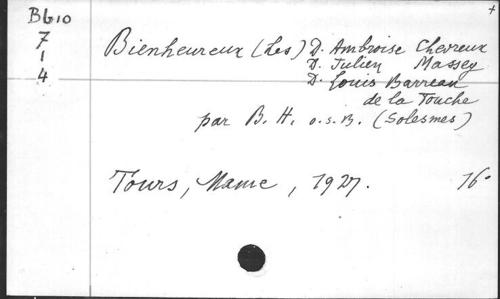 B610
7
1
4
+
Bienheureux (Les) D. Ambroise Chevreux
D. Julien Massey
D. Louis Barreau
de la Touche
par B. H. o.s.B. (Solesmes)
Tours, Mame, 1927. 16°